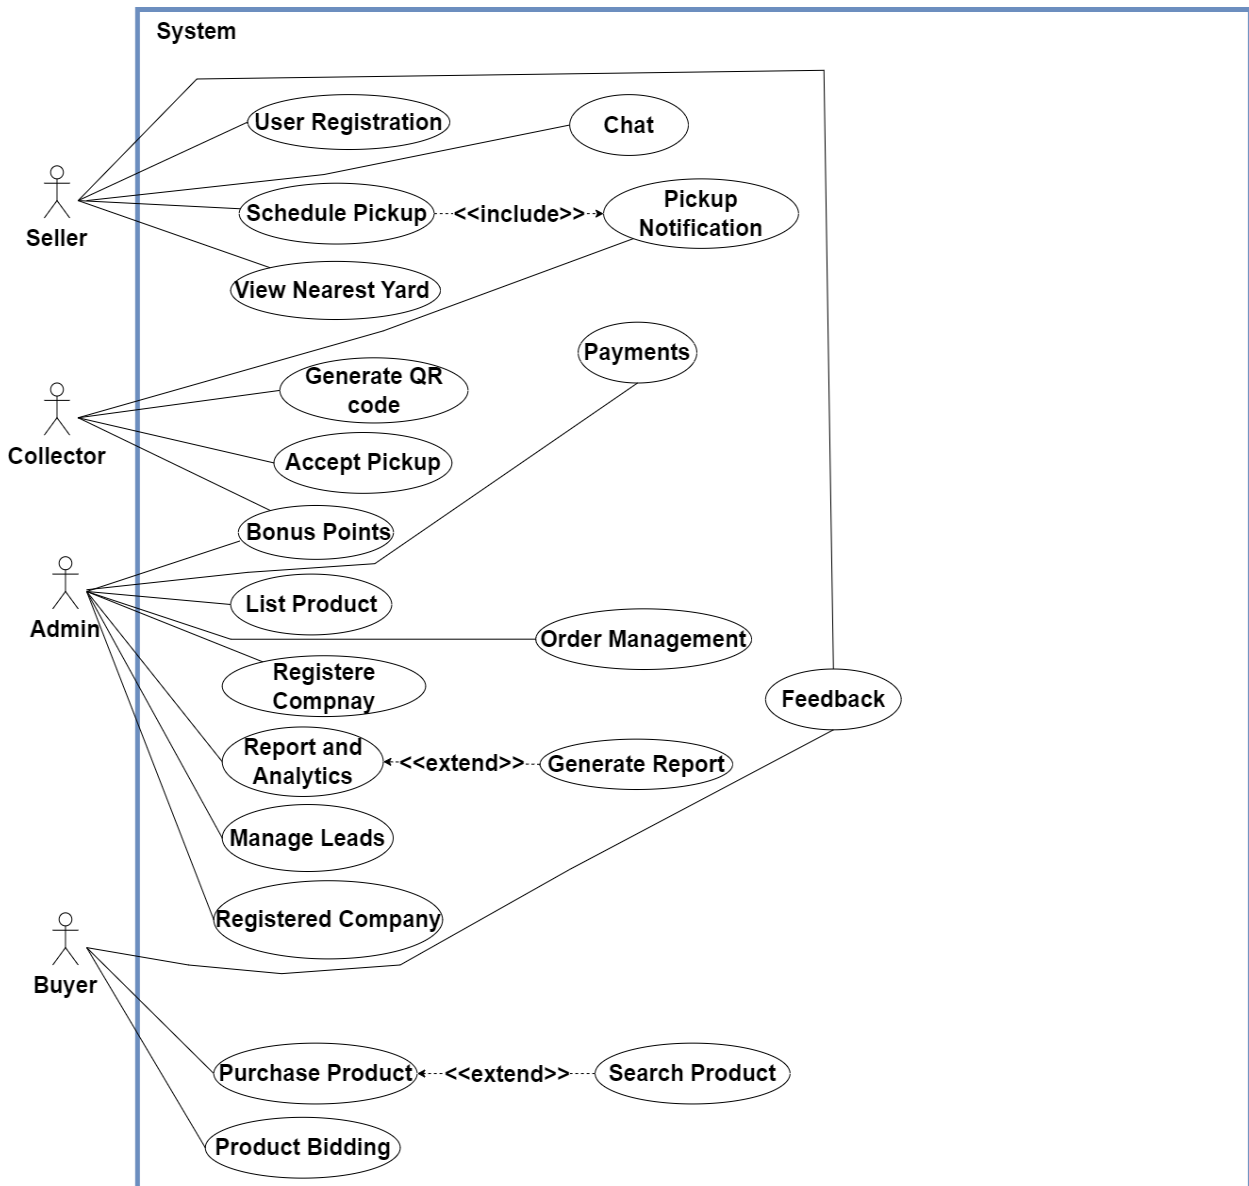 System
User Registration
Chat
Seller
Schedule Pickup
<<include>>
Pickup
Notification
View Nearest Yard
Payments
Collector
Generate QR
code
Accept Pickup
Bonus Points
Admin
List Product
Order Management
Registere
Compnay
Feedback
Report and
Analytics
<<extend>>
Generate Report
Manage Leads
Registered Company
Buyer
Purchase Product
<<extend>>
Search Product
Product Bidding